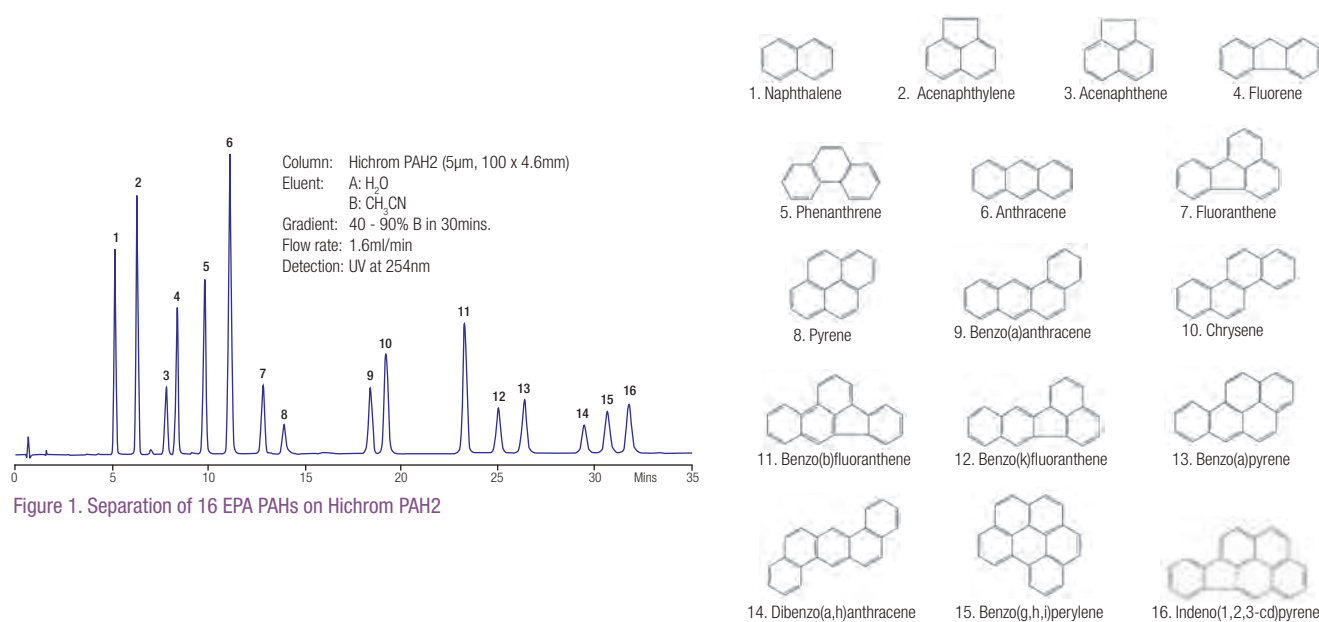 1. Naphthalene
2. Acenaphthylene
3. Acenaphthene
4. Fluorene
5. Phenanthrene
6. Anthracene
7. Fluoranthene
8. Pyrene
9. Benzo(a)anthracene
10. Chrysene
11. Benzo(b)fluoranthene
12. Benzo(k)fluoranthene
13. Benzo(a)pyrene
14. Dibenzo(a,h)anthracene
15. Benzo(g,h,i)perylene
16. Indeno(1,2,3-cd)pyrene
Column: Hichrom PAH2 (5µm, 100 x 4.6mm)
Eluent: A: H₂O
B: CH₃CN
Gradient: 40 - 90% B in 30mins.
Flow rate: 1.6ml/min
Detection: UV at 254nm
1
2
3
4
5
6
7
8
9
10
11
12
13
14
15
16
0 5 10 15 20 25 30 Mins 35
Figure 1. Separation of 16 EPA PAHs on Hichrom PAH2